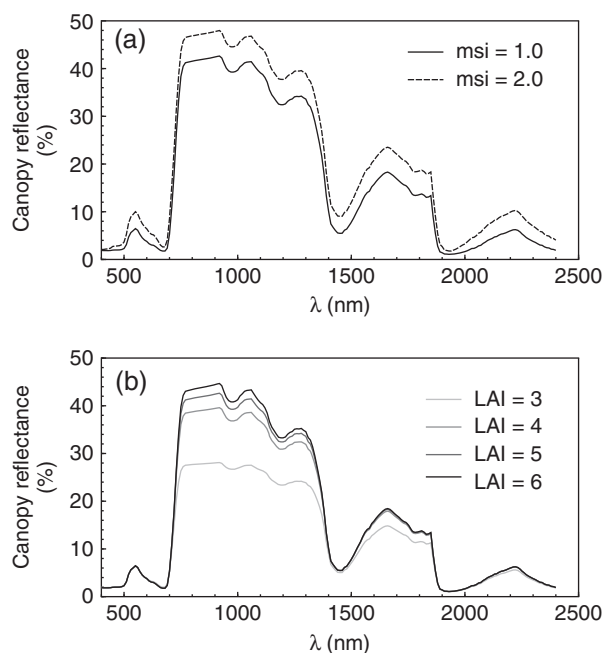 (a)
msi = 1.0
msi = 2.0
Canopy reflectance
(%)
50
40
30
20
10
0
500 1000 1500 2000 2500
λ (nm)
(b)
LAI = 3
LAI = 4
LAI = 5
LAI = 6
Canopy reflectance
(%)
50
40
30
20
10
0
500 1000 1500 2000 2500
λ (nm)